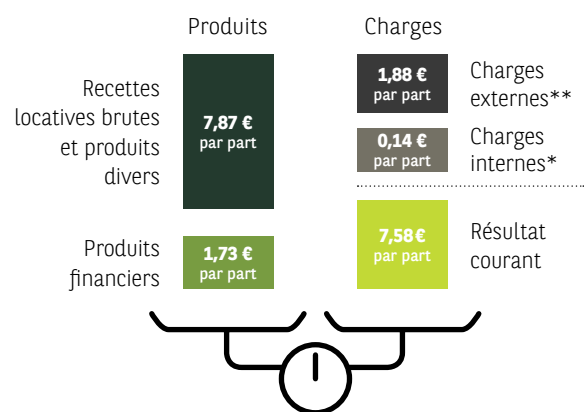 Produits
Recettes
locatives brutes
et produits
divers
7,87 €
par part
Produits
financiers
1,73 €
par part
Charges
1,88 €
par part
Charges
externes**
0,14 €
par part
Charges
internes*
7,58 €
par part
Résultat
courant